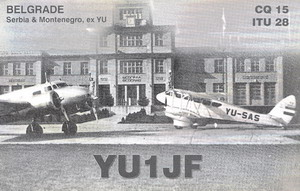 BELGRADE
Serbia & Montenegro, ex YU
CQ 15
ITU 28
YU-SAS
YU1JF